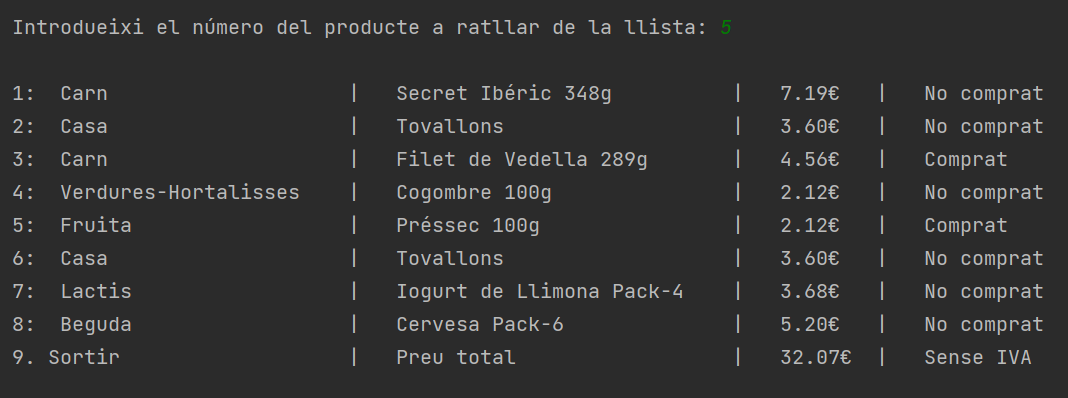 Introdueixi el número del producte a ratllar de la llista: 5
1:  Carn                    |   Secret Ibéric 348g          |   7.19€   |   No comprat
2:  Casa                    |   Tovallons                   |   3.60€   |   No comprat
3:  Carn                    |   Filet de Vedella 289g       |   4.56€   |   Comprat
4:  Verdures-Hortalisses    |   Cogombre 100g               |   2.12€   |   No comprat
5:  Fruita                  |   Préssec 100g                |   2.12€   |   Comprat
6:  Casa                    |   Tovallons                   |   3.60€   |   No comprat
7:  Lactis                  |   Iogurt de Llimona Pack-4    |   3.68€   |   No comprat
8:  Beguda                  |   Cervesa Pack-6              |   5.20€   |   No comprat
9. Sortir                   |   Preu total                  |   32.07€  |   Sense IVA